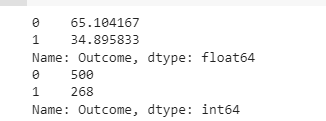 0    65.104167
1    34.895833
Name: Outcome, dtype: float64
0    500
1    268
Name: Outcome, dtype: int64